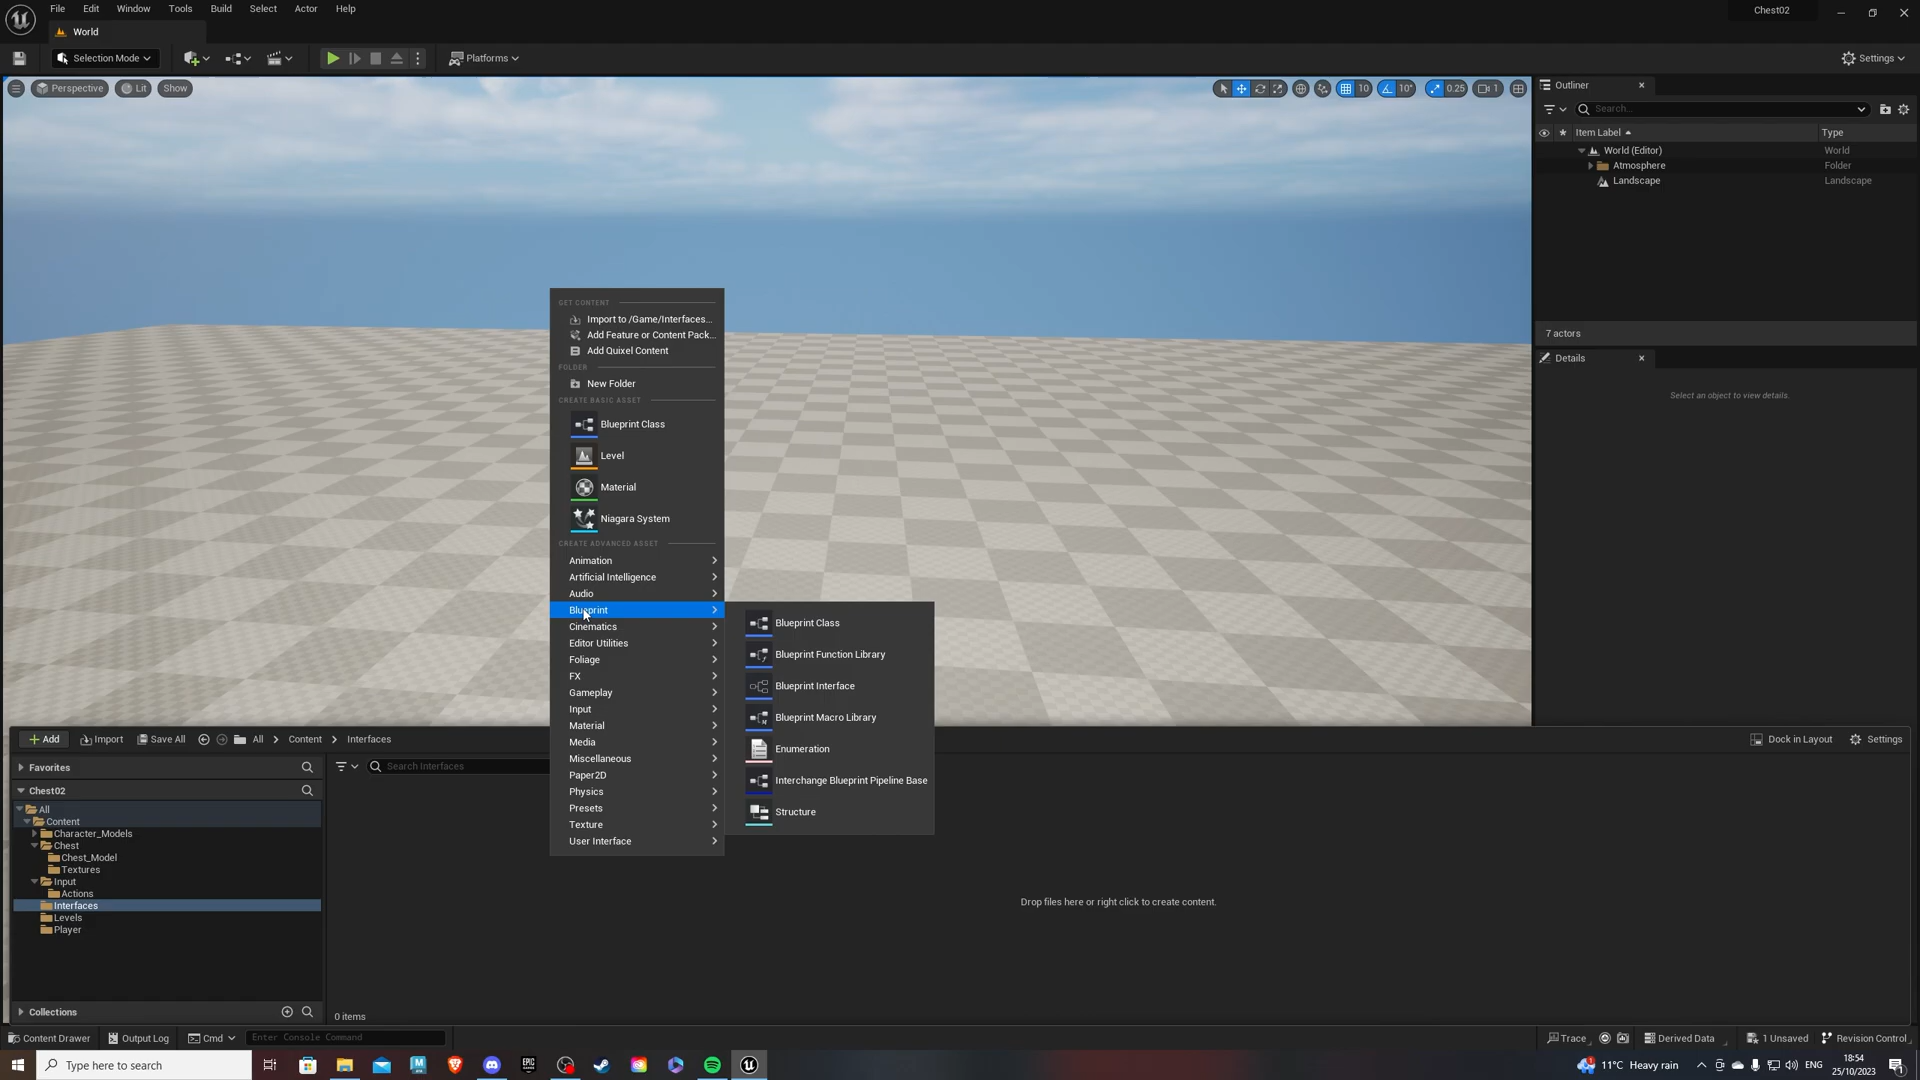 File Edit Window Tools Build Select Actor Help
Chest02
World
Selection Mode
Platforms
Settings
Perspective Lit Show
10 10° 0.25 1
Outliner
Search...
Item Label Type
World (Editor) World
Atmosphere Folder
Landscape Landscape
7 actors
Details
Select an object to view details.
GET CONTENT
Import to /Game/Interfaces...
Add Feature or Content Pack...
Add Quixel Content
FOLDER
New Folder
CREATE BASIC ASSET
Blueprint Class
Level
Material
Niagara System
CREATE ADVANCED ASSET
Animation
Artificial Intelligence
Audio
Blueprint
Cinematics
Editor Utilities
Foliage
FX
Gameplay
Input
Material
Media
Miscellaneous
Paper2D
Physics
Presets
Texture
User Interface
Blueprint Class
Blueprint Function Library
Blueprint Interface
Blueprint Macro Library
Enumeration
Interchange Blueprint Pipeline Base
Structure
Add Import Save All All Content Interfaces
Dock in Layout Settings
Favorites
Search Interfaces
Chest02
All
Content
Character_Models
Chest
Chest_Model
Textures
Input
Actions
Interfaces
Levels
Player
Drop files here or right click to create content.
Collections
0 items
Content Drawer Output Log Cmd Enter Console Command
Trace Derived Data 1 Unsaved Revision Control
Type here to search
11°C Heavy rain
ENG
18:54
25/10/2023